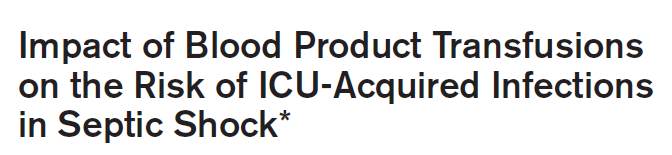 Impact of Blood Product Transfusions
on the Risk of ICU-Acquired Infections
in Septic Shock*